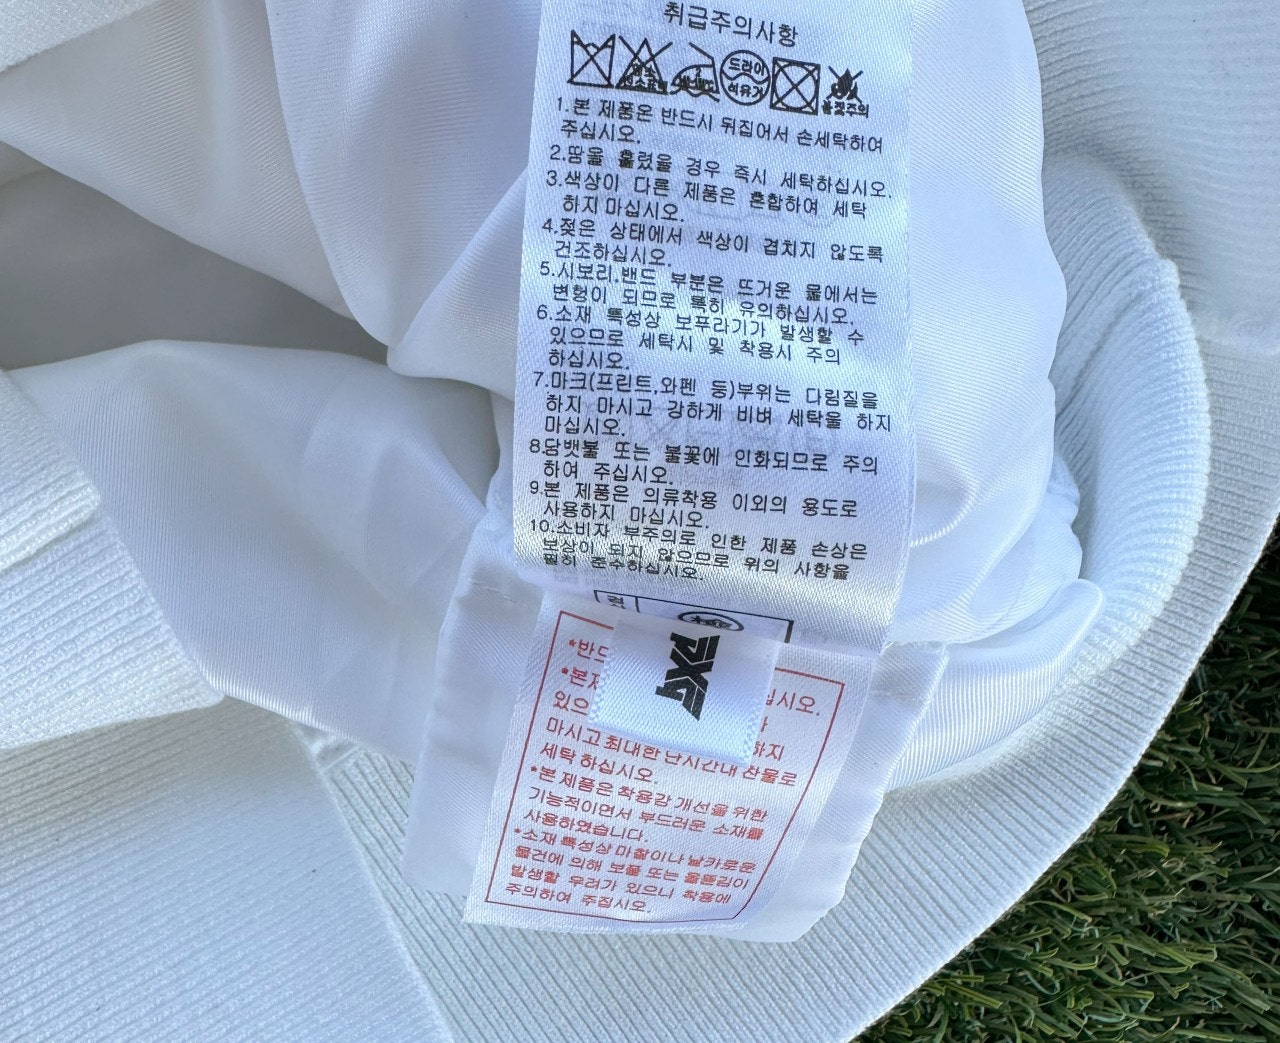 취급주의사항
드라이
석유계
불꽃주의
1.본 제품은 반드시 뒤집어서 손세탁하여
주십시오.
2.땀을 흘렸을 경우 즉시 세탁하십시오.
3.색상이 다른 제품은 혼합하여 세탁
하지 마십시오.
4.젖은 상태에서 색상이 겹치지 않도록
건조하십시오.
5.시보리,밴드 부분은 뜨거운 물에서는
변형이 되므로 특히 유의하십시오.
6.소재 특성상 보푸라기가 발생할 수
있으므로 세탁시 및 착용시 주의
하십시오.
7.마크(프린트,와펜 등)부위는 다림질을
하지 마시고 강하게 비벼 세탁을 하지
마십시오.
8.담뱃불 또는 불꽃에 인화되므로 주의
하여 주십시오.
9.본 제품은 의류착용 이외의 용도로
사용하지 마십시오.
10.소비자 부주의로 인한 제품 손상은
보상이 되지 않으므로 위의 사항을
필히 준수하십시오.
PXG
*반드
*본제 십시오.
있으
마시고 최대한 단시간내 찬물로
세탁 하십시오.
*본 제품은 착용감 개선을 위한
기능적이면서 부드러운 소재를
사용하였습니다.
*소재 특성상 마찰이나 날카로운
물건에 의해 보풀 또는 올뜯김이
발생할 우려가 있으니 착용에
주의하여 주십시오.